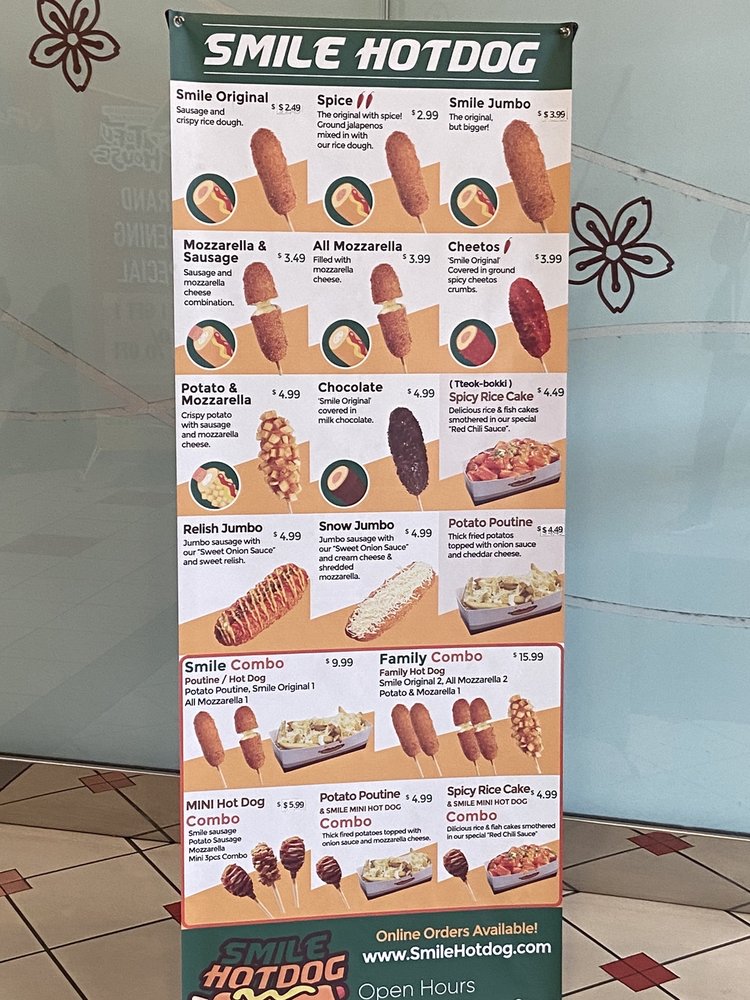 SMILE HOTDOG
Smile Original
$ $2.49
Sausage and
crispy rice dough.
Spice
$2.99
The original with spice!
Ground jalapenos
mixed in with
our rice dough.
Smile Jumbo
$ $3.99
The original,
but bigger!
Mozzarella &
Sausage
$3.49
Sausage and
mozzarella
cheese
combination.
All Mozzarella
$3.99
Filled with
mozzarella
cheese.
Cheetos
$3.99
'Smile Original'
Covered in ground
spicy cheetos
crumbs.
Potato &
Mozzarella
$4.99
Crispy potato
with sausage
and mozzarella
cheese.
Chocolate
$4.99
'Smile Original'
covered in
milk chocolate.
( Tteok-bokki )
Spicy Rice Cake
$4.49
Delicious rice & fish cakes
smothered in our special
"Red Chili Sauce".
Relish Jumbo
$4.99
Jumbo sausage with
our "Sweet Onion Sauce"
and sweet relish.
Snow Jumbo
$4.99
Jumbo sausage with
our "Sweet Onion Sauce"
and cream cheese &
shredded
mozzarella.
Potato Poutine
$ $4.49
Thick fried potatos
topped with onion sauce
and cheddar cheese.
Smile Combo
$9.99
Poutine / Hot Dog
Potato Poutine, Smile Original 1
All Mozzarella 1
Family Combo
$15.99
Family Hot Dog
Smile Original 2, All Mozzarella 2
Potato & Mozarella 1
MINI Hot Dog
Combo
$ $5.99
Smile sausage
Potato Sausage
Mozzarella
Mini 3pcs Combo
Potato Poutine
& SMILE MINI HOT DOG
Combo
$4.99
Thick fired potatoes topped with
onion sauce and mozzarella cheese.
Spicy Rice Cake
& SMILE MINI HOT DOG
Combo
$4.99
Dilicious rice & fish cakes smothered
in our special "Red Chili Sauce"
SMILE
HOTDOG
Online Orders Available!
www.SmileHotdog.com
Open Hours